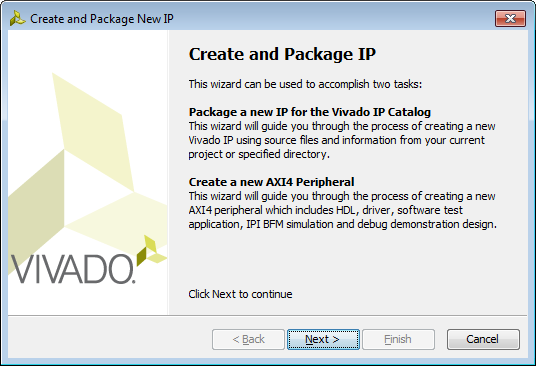 Create and Package New IP
Create and Package IP
This wizard can be used to accomplish two tasks:
Package a new IP for the Vivado IP Catalog
This wizard will guide you through the process of creating a new
Vivado IP using source files and information from your current
project or specified directory.
Create a new AXI4 Peripheral
This wizard will guide you through the process of creating a new
AXI4 peripheral which includes HDL, driver, software test
application, IPI BFM simulation and debug demonstration design.
VIVADO.
Click Next to continue
< Back
Next >
Finish
Cancel